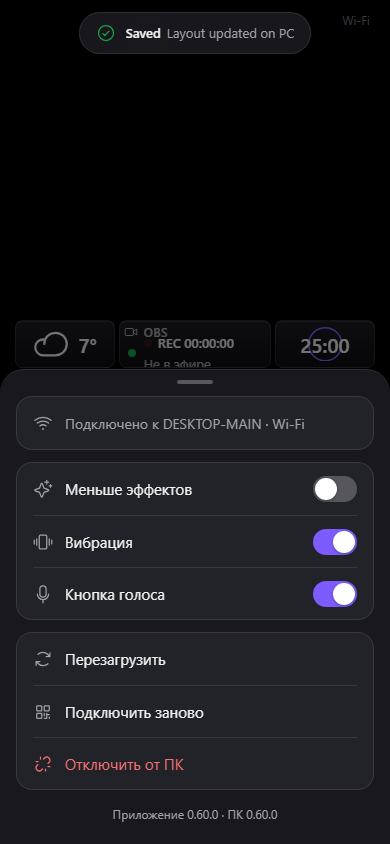 Wi-Fi
Saved Layout updated on PC
7°
OBS
REC 00:00:00
Не в эфире
25:00
Подключено к DESKTOP-MAIN · Wi-Fi
Меньше эффектов
Вибрация
Кнопка голоса
Перезагрузить
Подключить заново
Отключить от ПК
Приложение 0.60.0 · ПК 0.60.0